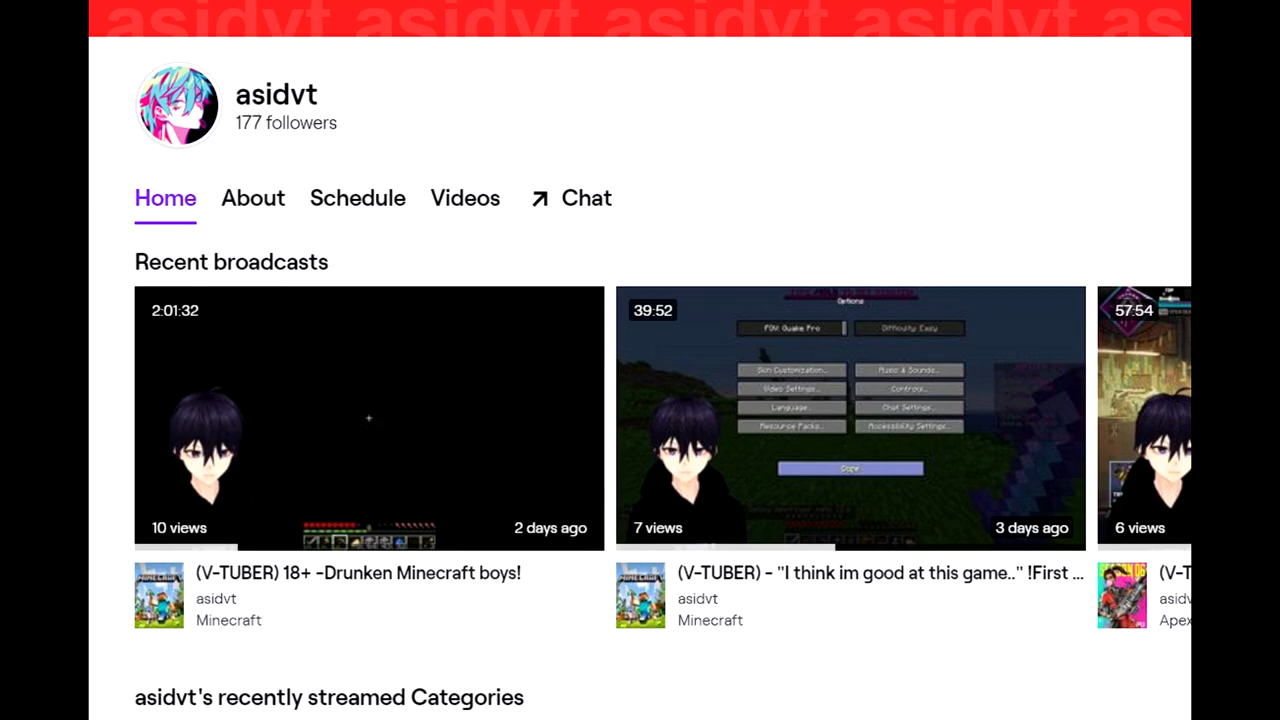 asidvt asidvt asidvt asidvt as
asidvt
177 followers
Home About Schedule Videos Chat
Recent broadcasts
2:01:32
10 views
2 days ago
39:52
Options
FOV: Quake Pro
Difficulty: Easy
Skin Customization...
Music & Sounds...
Video Settings...
Controls...
Language...
Chat Settings...
Resource Packs...
Accessibility Settings...
Done
7 views
3 days ago
57:54
6 views
MINECRAFT
(V-TUBER) 18+ -Drunken Minecraft boys!
asidvt
Minecraft
MINECRAFT
(V-TUBER) - "I think im good at this game.." !First ...
asidvt
Minecraft
(V-T
asidv
Apex
asidvt's recently streamed Categories